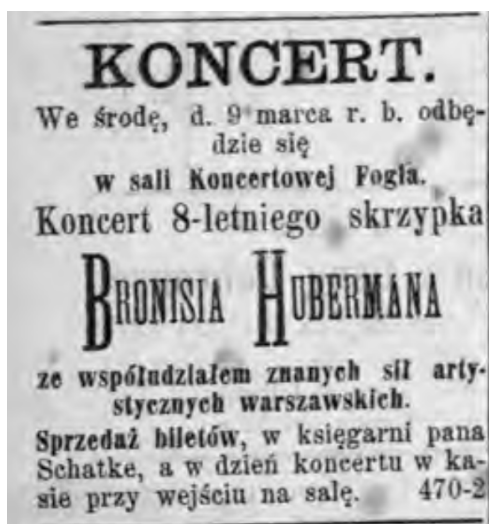 KONCERT.
We środę, d. 9 marca r. b. odbę-
dzie się
w sali Koncertowej Fogla.
Koncert 8-letniego skrzypka
BRONISIA HUBERMANA
ze współudziałem znanych sił arty-
stycznych warszawskich.
Sprzedaż biletów, w księgarni pana
Schatke, a w dzień koncertu w ka-
sie przy wejściu na salę. 470-2